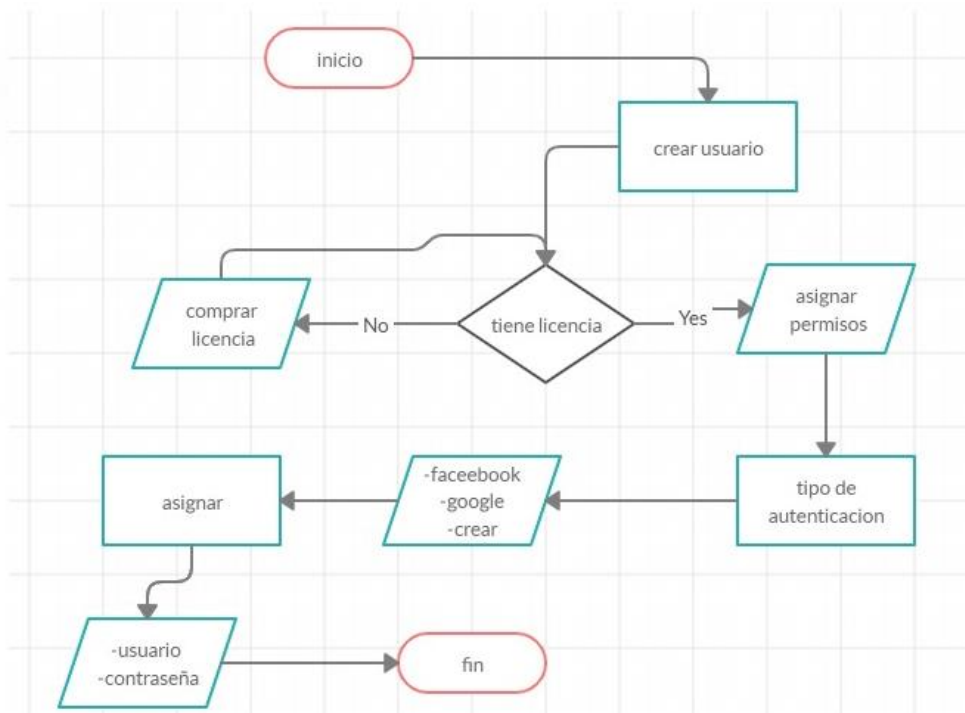 inicio
crear usuario
comprar
licencia
No
tiene licencia
Yes
asignar
permisos
asignar
-faceebook
-google
-crear
tipo de
autenticacion
-usuario
-contraseña
fin